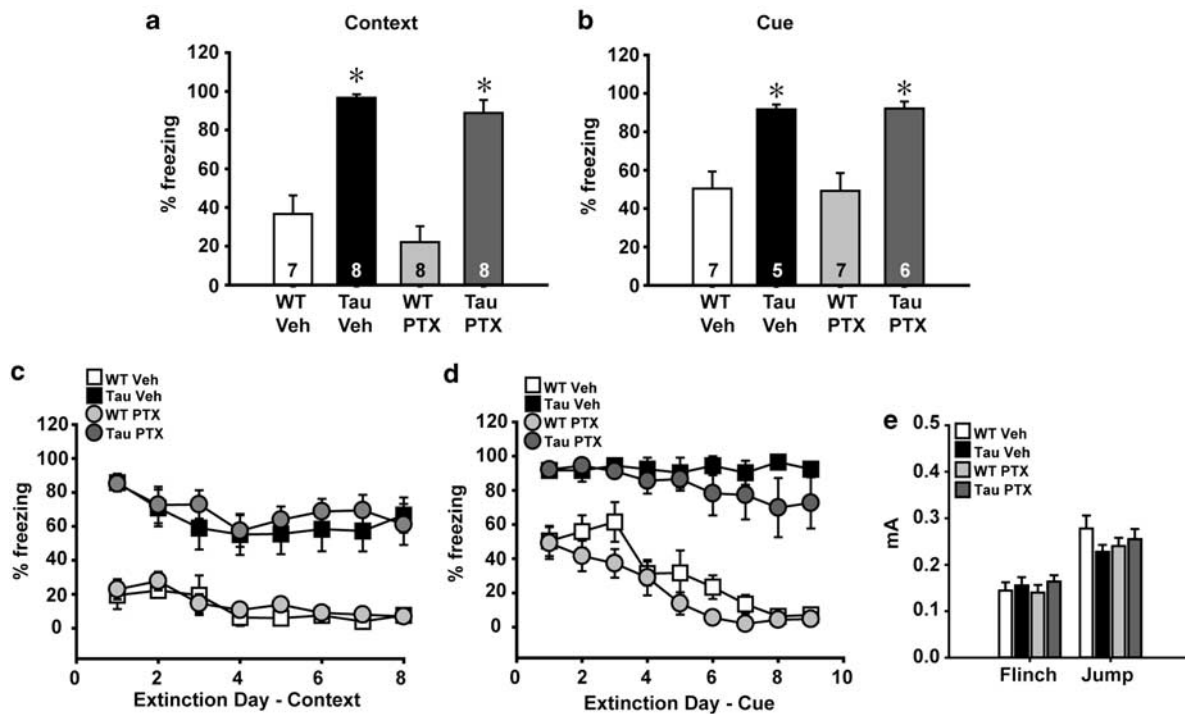 a
Context
120
100
80
60
40
20
0
% freezing
*
*
7
8
8
8
WT Veh
Tau Veh
WT PTX
Tau PTX
b
Cue
120
100
80
60
40
20
0
% freezing
*
*
7
5
7
6
WT Veh
Tau Veh
WT PTX
Tau PTX
c
WT Veh
Tau Veh
WT PTX
Tau PTX
120
100
80
60
40
20
0
% freezing
0
2
4
6
8
Extinction Day - Context
d
WT Veh
Tau Veh
WT PTX
Tau PTX
120
100
80
60
40
20
0
% freezing
0
2
4
6
8
10
Extinction Day - Cue
e
WT Veh
Tau Veh
WT PTX
Tau PTX
0.5
0.4
0.3
0.2
0.1
0
mA
Flinch
Jump